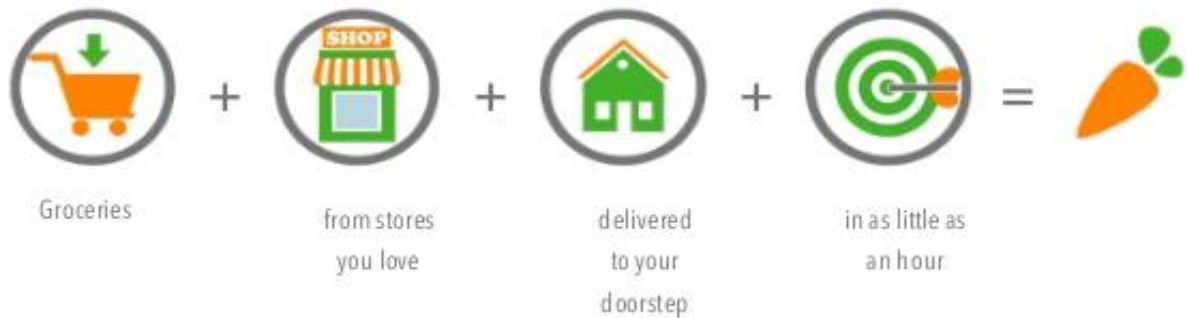 SHOP
+
+
+
=
Groceries
from stores
you love
delivered
to your
doorstep
in as little as
an hour